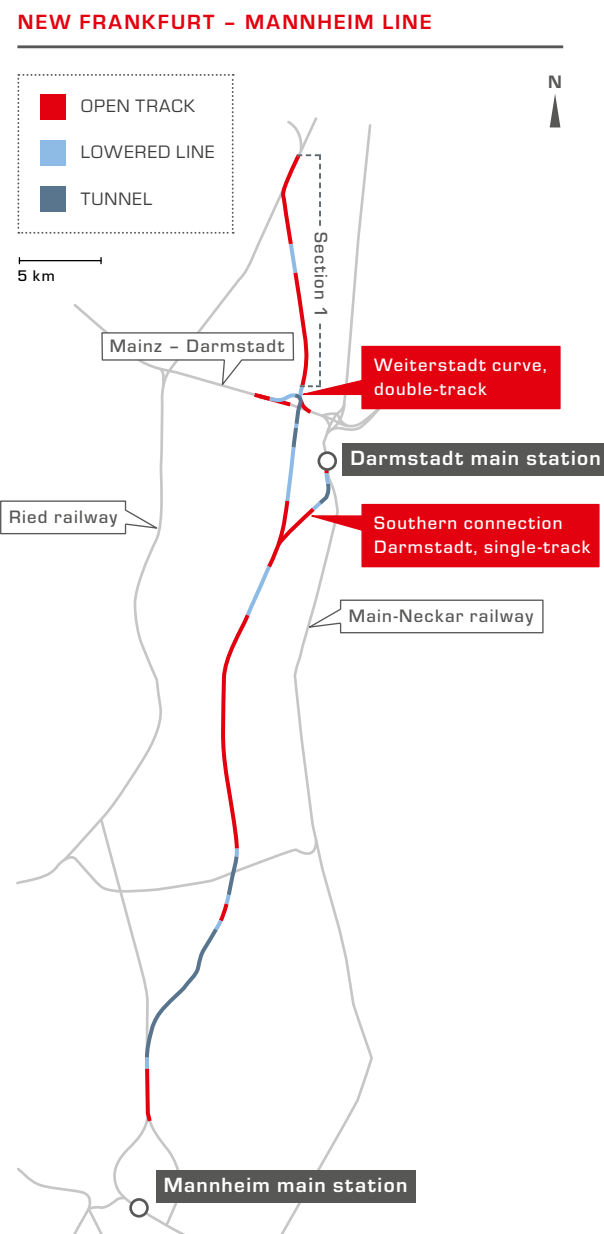 NEW FRANKFURT – MANNHEIM LINE
N
OPEN TRACK
LOWERED LINE
TUNNEL
5 km
Section 1
Mainz – Darmstadt
Weiterstadt curve,
double-track
Darmstadt main station
Ried railway
Southern connection
Darmstadt, single-track
Main-Neckar railway
Mannheim main station